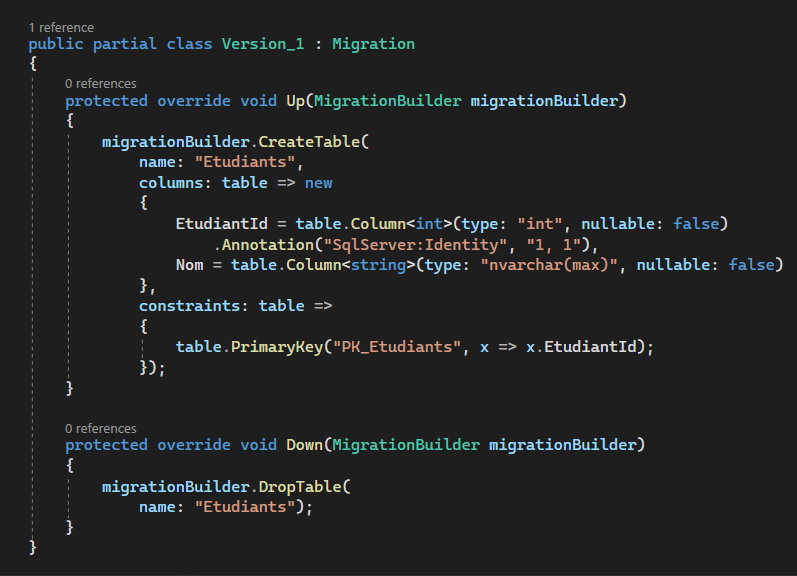 1 reference
public partial class Version_1 : Migration
{
0 references
protected override void Up(MigrationBuilder migrationBuilder)
{
migrationBuilder.CreateTable(
name: "Etudiants",
columns: table => new
{
EtudiantId = table.Column<int>(type: "int", nullable: false)
.Annotation("SqlServer:Identity", "1, 1"),
Nom = table.Column<string>(type: "nvarchar(max)", nullable: false)
},
constraints: table =>
{
table.PrimaryKey("PK_Etudiants", x => x.EtudiantId);
});
}
0 references
protected override void Down(MigrationBuilder migrationBuilder)
{
migrationBuilder.DropTable(
name: "Etudiants");
}
}